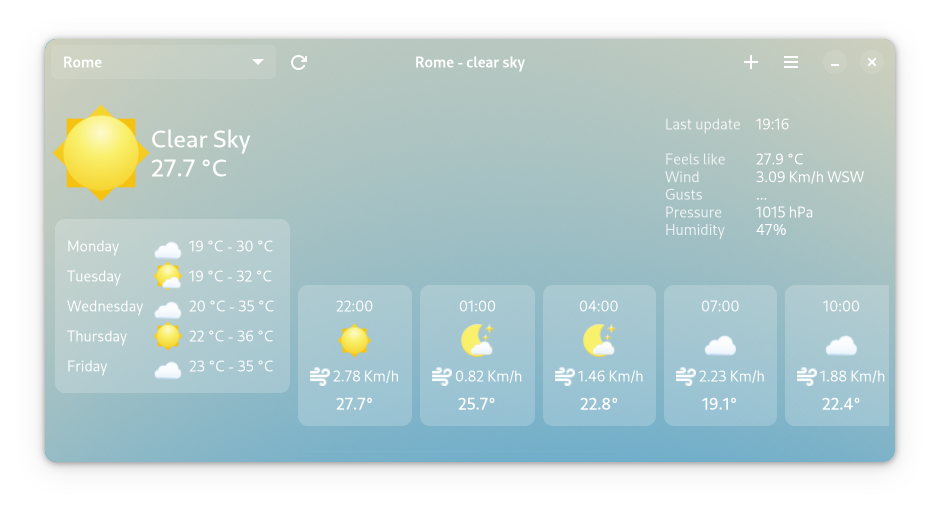 Rome
Rome - clear sky
Clear Sky
27.7 °C
Last update 19:16
Feels like 27.9 °C
Wind 3.09 Km/h WSW
Gusts ...
Pressure 1015 hPa
Humidity 47%
Monday 19 °C - 30 °C
Tuesday 19 °C - 32 °C
Wednesday 20 °C - 35 °C
Thursday 22 °C - 36 °C
Friday 23 °C - 35 °C
22:00 01:00 04:00 07:00 10:00
2.78 Km/h 0.82 Km/h 1.46 Km/h 2.23 Km/h 1.88 Km/h
27.7° 25.7° 22.8° 19.1° 22.4°